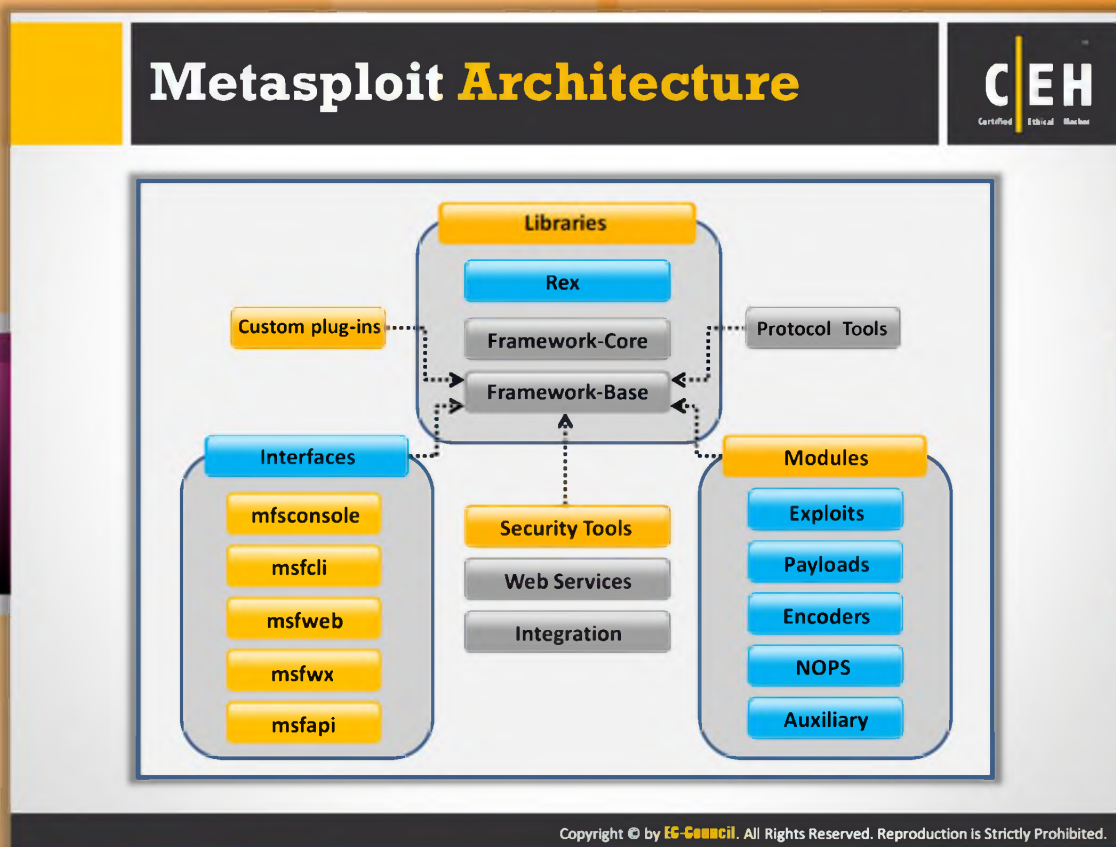 Metasploit Architecture
CEH
Certified Ethical Hacker
Libraries
Rex
Custom plug-ins
Protocol Tools
Framework-Core
Framework-Base
Interfaces
Modules
mfsconsole
Exploits
Security Tools
msfcli
Payloads
Web Services
msfweb
Encoders
Integration
msfwx
NOPS
msfapi
Auxiliary
Copyright © by EC-Council. All Rights Reserved. Reproduction is Strictly Prohibited.